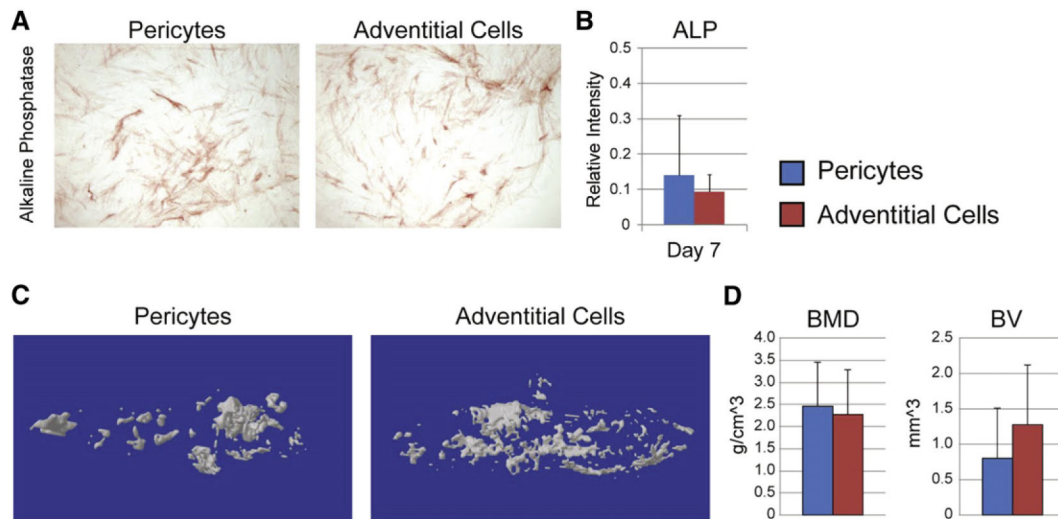 A
Pericytes
Adventitial Cells
Alkaline Phosphatase
B
ALP
Relative Intensity
0.5
0.4
0.3
0.2
0.1
0
Day 7
Pericytes
Adventitial Cells
C
Pericytes
Adventitial Cells
D
BMD
g/cm^3
4.0
3.5
3.0
2.5
2.0
1.5
1.0
0.5
0
BV
mm^3
2.5
2.0
1.5
1.0
0.5
0